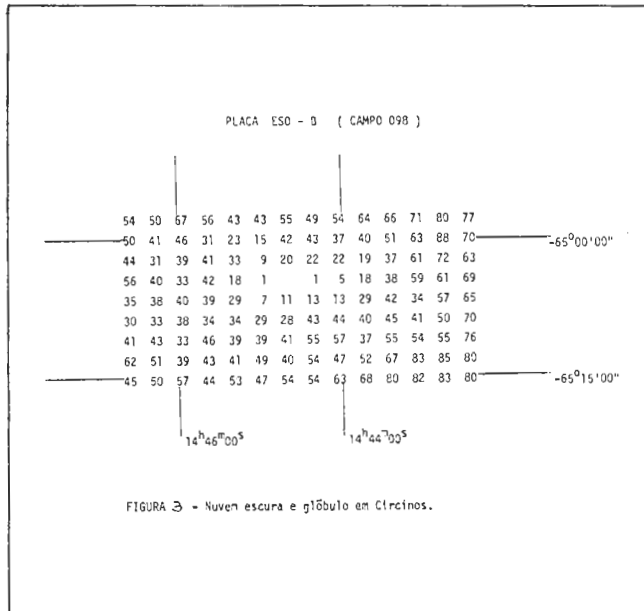 PLACA ESO - B ( CAMPO 098 )
54 50 67 56 43 43 55 49 54 64 66 71 80 77
50 41 46 31 23 15 42 43 37 40 51 63 88 70 -65°00'00"
44 31 39 41 33 9 20 22 22 19 37 61 72 63
56 40 33 42 18 1 1 5 18 38 59 61 69
35 38 40 39 29 7 11 13 13 29 42 34 57 65
30 33 38 34 34 29 28 43 44 40 45 41 50 70
41 43 33 46 39 39 41 55 57 37 55 54 55 76
62 51 39 43 41 49 40 54 47 52 67 83 85 80
45 50 57 44 53 47 54 54 63 68 80 82 83 80 -65°15'00"
14h46m00s 14h44m00s
FIGURA 3 - Nuvem escura e glóbulo em Circinos.